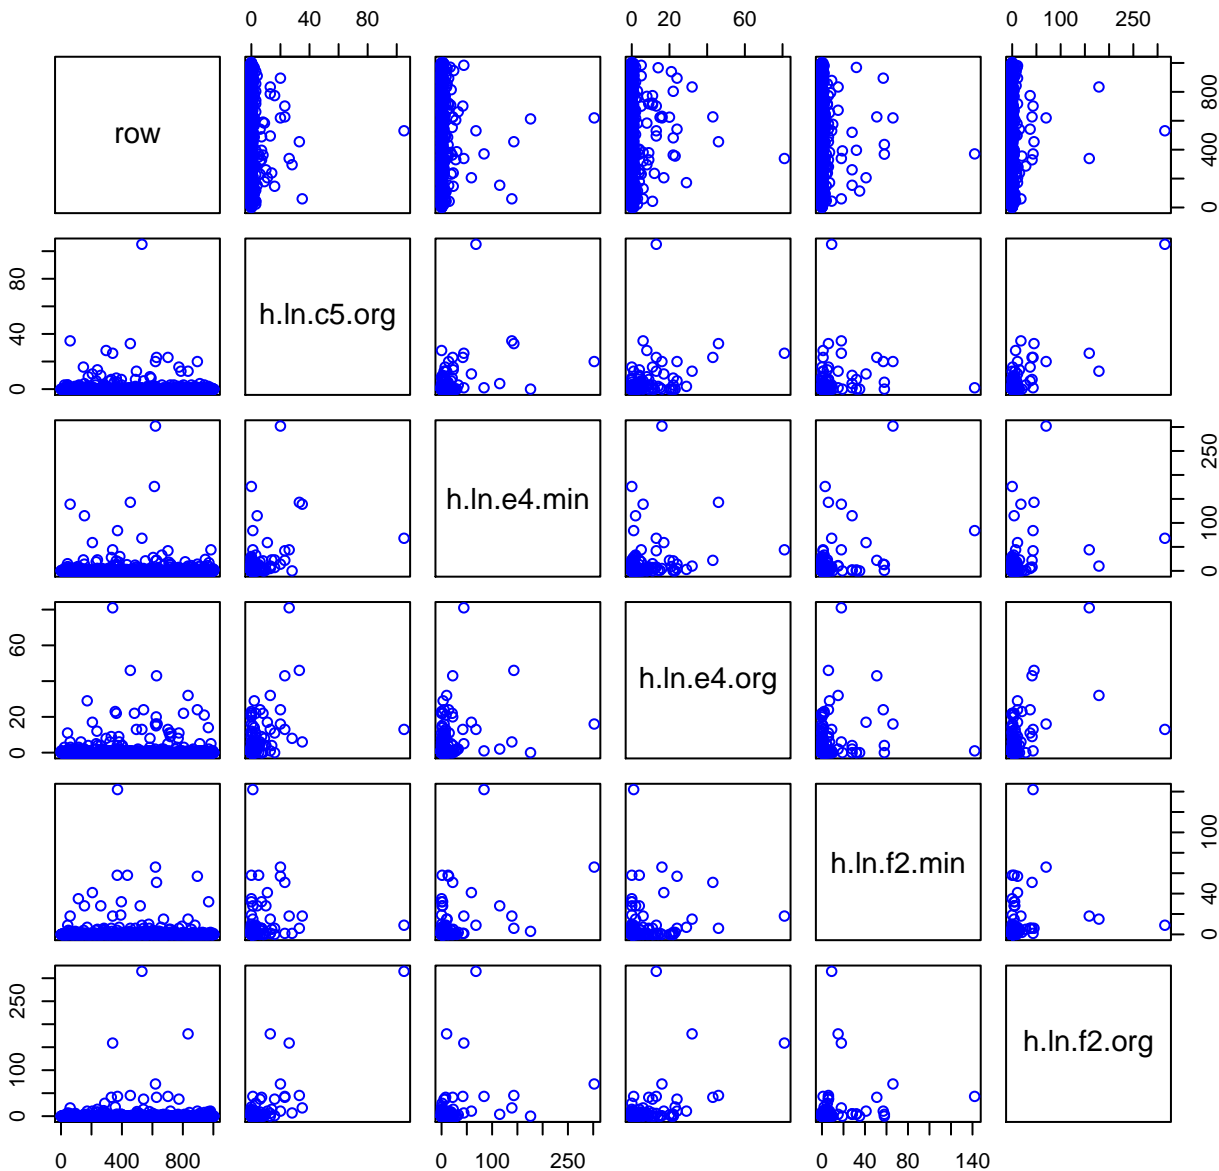 0 40 80 0 20 60 0 100 250
row 0 400 800
0 40 80 h.ln.c5.org
h.ln.e4.min 0 100 250
0 20 60 h.ln.e4.org
h.ln.f2.min 0 40 100
0 100 250 h.ln.f2.org
0 400 800 0 100 250 0 40 80 140